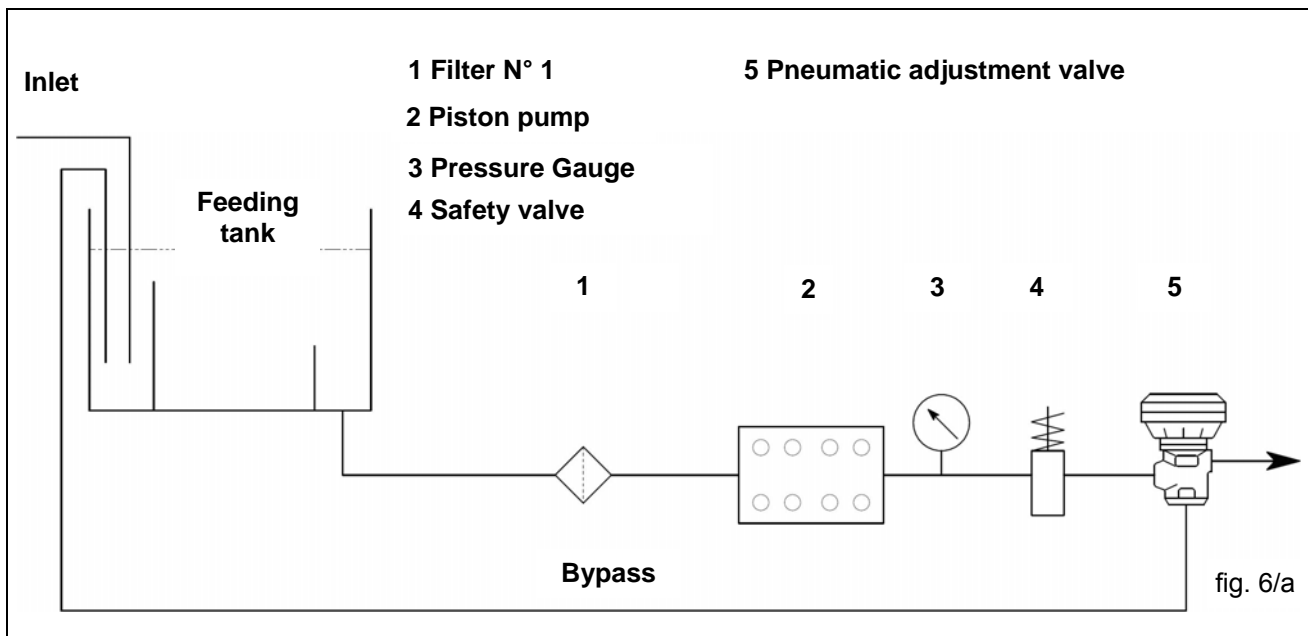 Inlet
1 Filter N° 1
2 Piston pump
3 Pressure Gauge
4 Safety valve
5 Pneumatic adjustment valve
Feeding
tank
1 2 3 4 5
Bypass
fig. 6/a